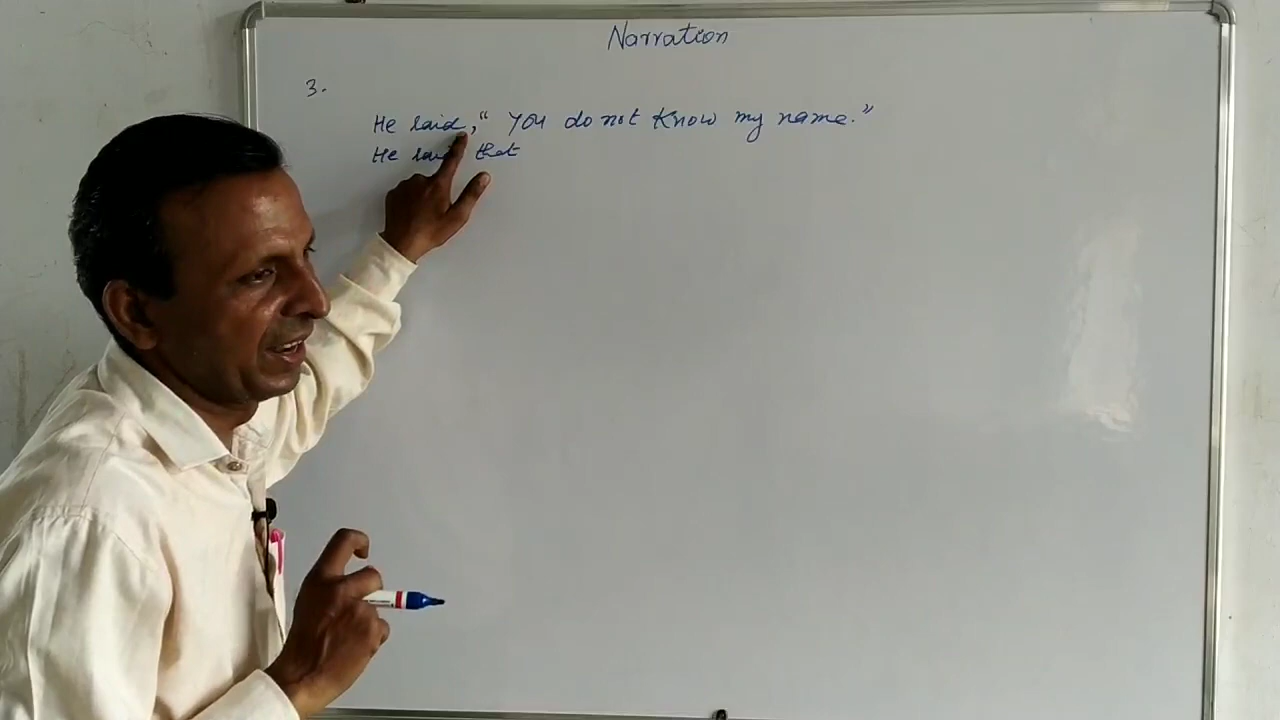 Narration
3.
He said, " You do not know my name."
He said that